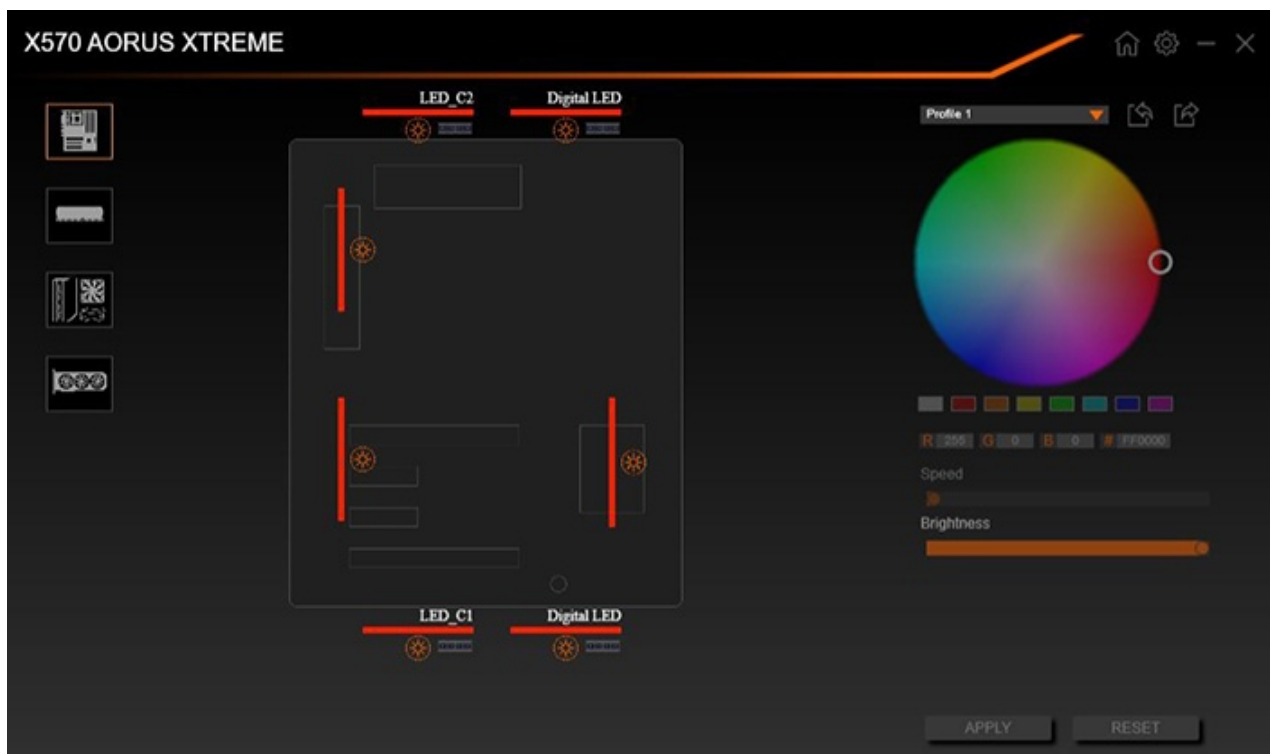 X570 AORUS XTREME
LED_C2
Digital LED
Profile 1
R 255 G 0 B 0 # FF0000
Speed
Brightness
LED_C1
Digital LED
APPLY
RESET